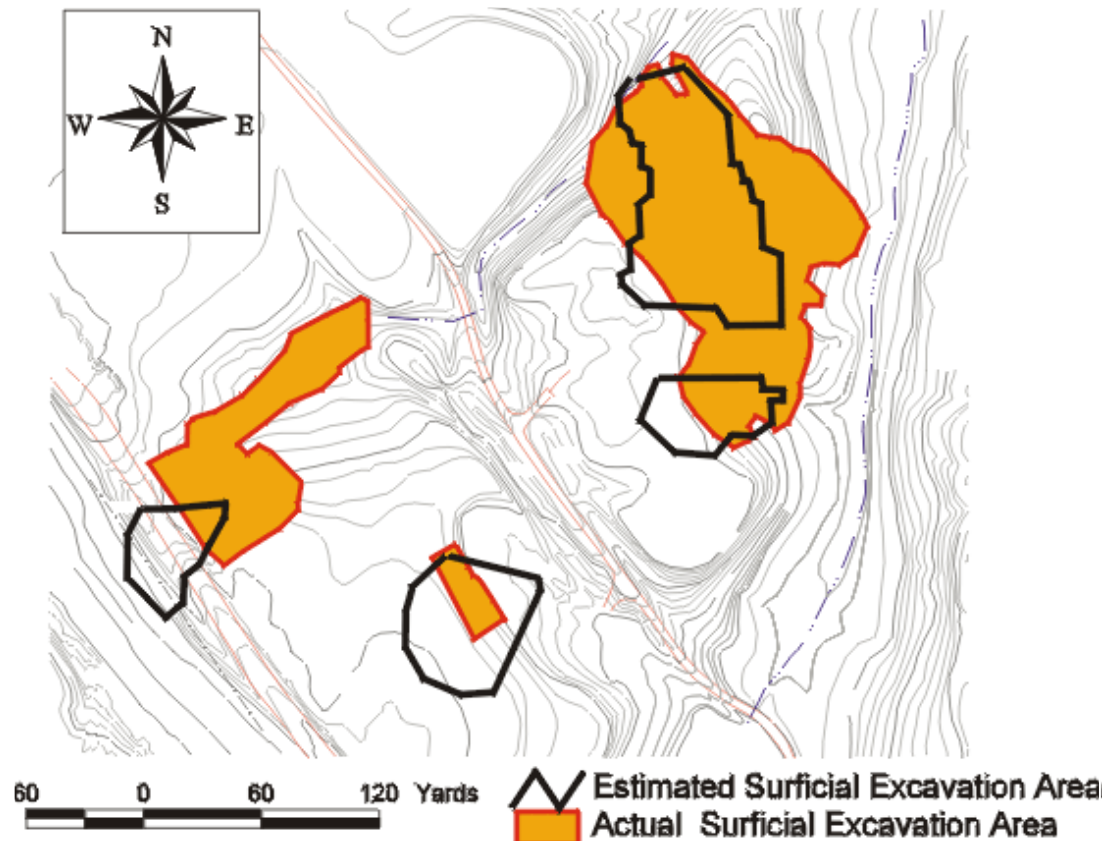 N
W E
S
60 0 60 120 Yards
Estimated Surficial Excavation Area
Actual Surficial Excavation Area